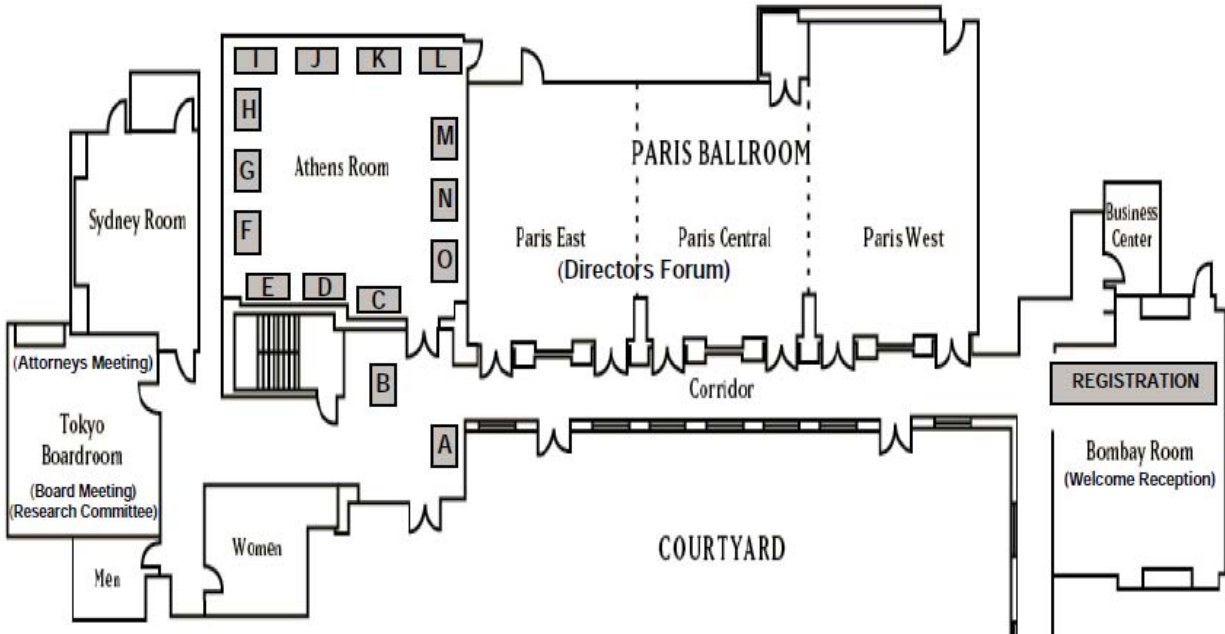 I
J
K
L
H
M
G
N
F
O
E
D
C
B
A
Athens Room
Sydney Room
PARIS BALLROOM
Paris East
Paris Central
Paris West
(Directors Forum)
Business
Center
(Attorneys Meeting)
Tokyo
Boardroom
(Board Meeting)
(Research Committee)
Corridor
REGISTRATION
Bombay Room
(Welcome Reception)
Women
Men
COURTYARD